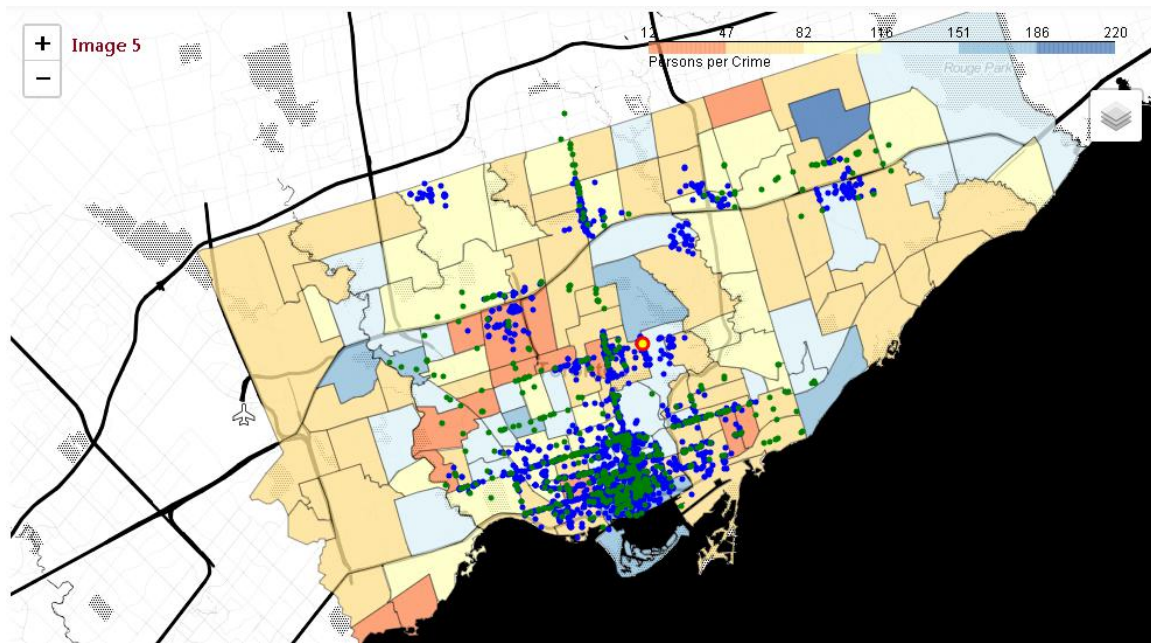 + Image 5
12 47 82 116 151 186 220
Persons per Crime
Rouge Park
−